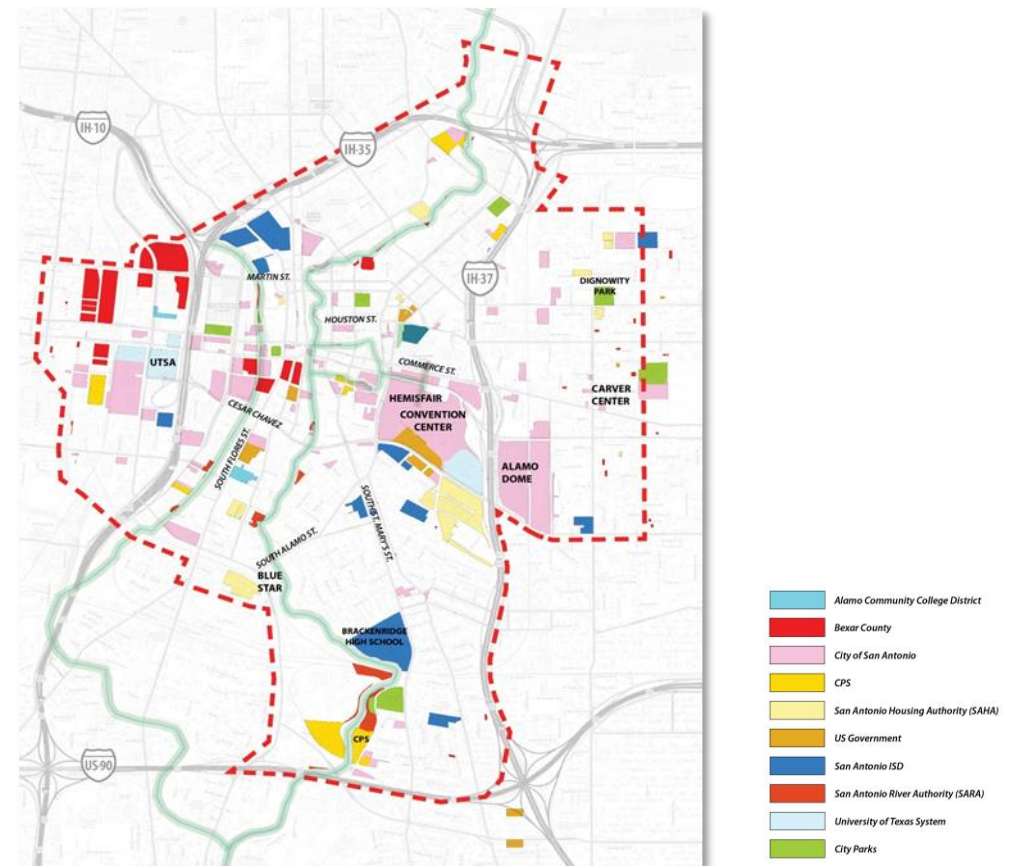 IH-10
IH-35
MARTIN ST.
IH-37
DIGNOWITY
PARK
HOUSTON ST.
UTSA
COMMERCE ST.
HEMISFAIR
CONVENTION
CENTER
CARVER
CENTER
CESAR CHAVEZ
SOUTH FLORES ST.
ALAMO
DOME
SOUTH ST. MARY'S ST.
SOUTH ALAMO ST.
BLUE
STAR
BRACKENRIDGE
HIGH SCHOOL
CPS
US-90
Alamo Community College District
Bexar County
City of San Antonio
CPS
San Antonio Housing Authority (SAHA)
US Government
San Antonio ISD
San Antonio River Authority (SARA)
University of Texas System
City Parks